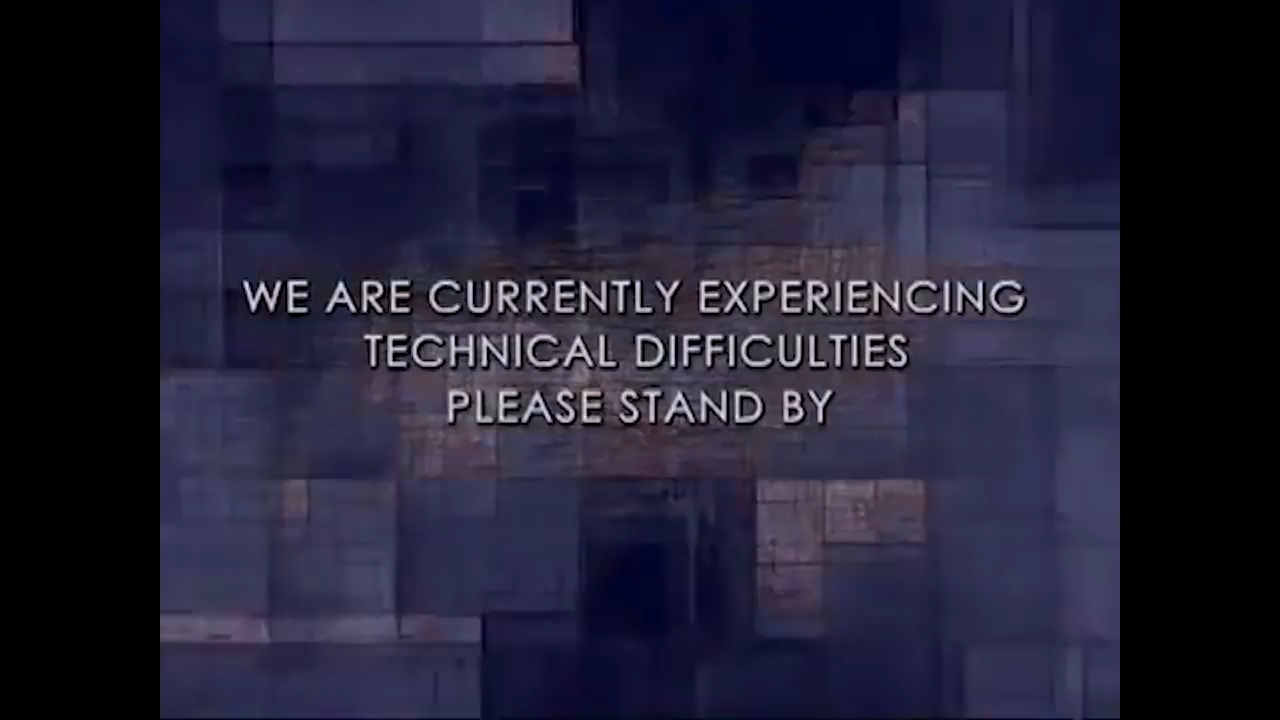 WE ARE CURRENTLY EXPERIENCING
TECHNICAL DIFFICULTIES
PLEASE STAND BY